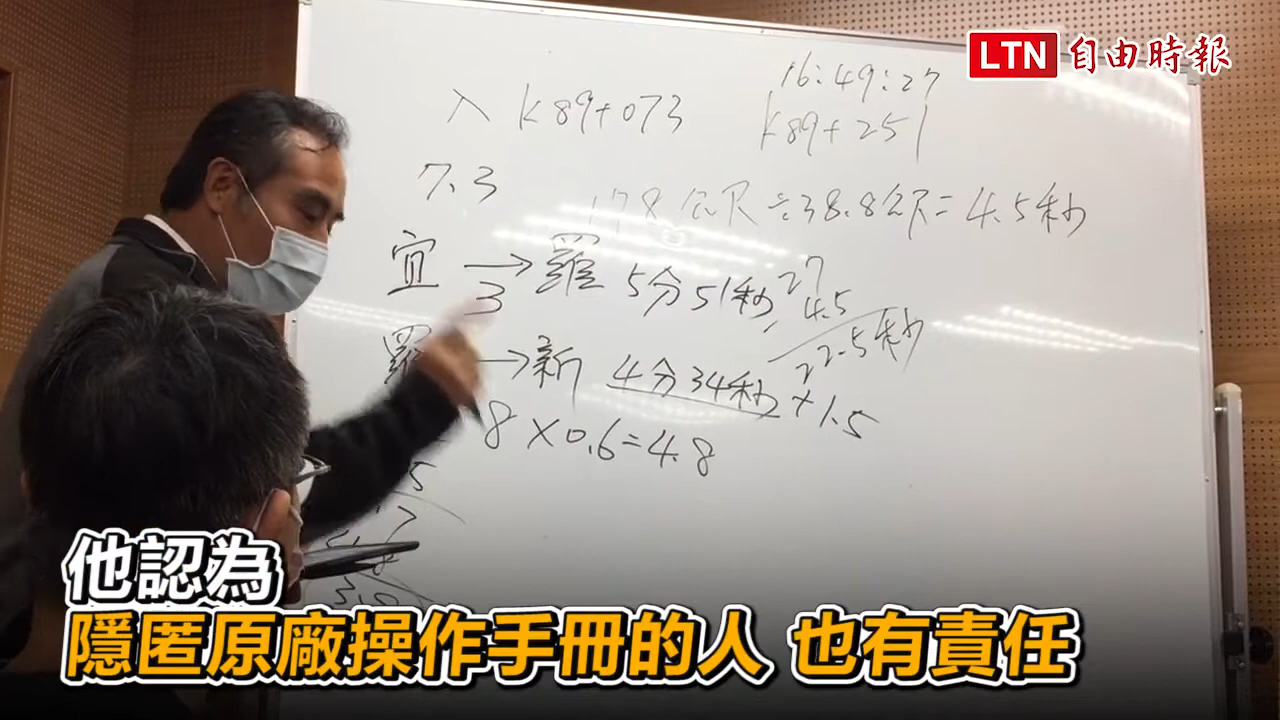 LTN 自由時報
16:49:27
入 K89+073
K89+251
7.3
178公尺÷38.8公尺=4.5秒
宜→羅 5分51秒 27
3
4.5
22.5秒
羅→新 4分34秒+1.5
8×0.6=4.8
5
他認為
隱匿原廠操作手冊的人 也有責任